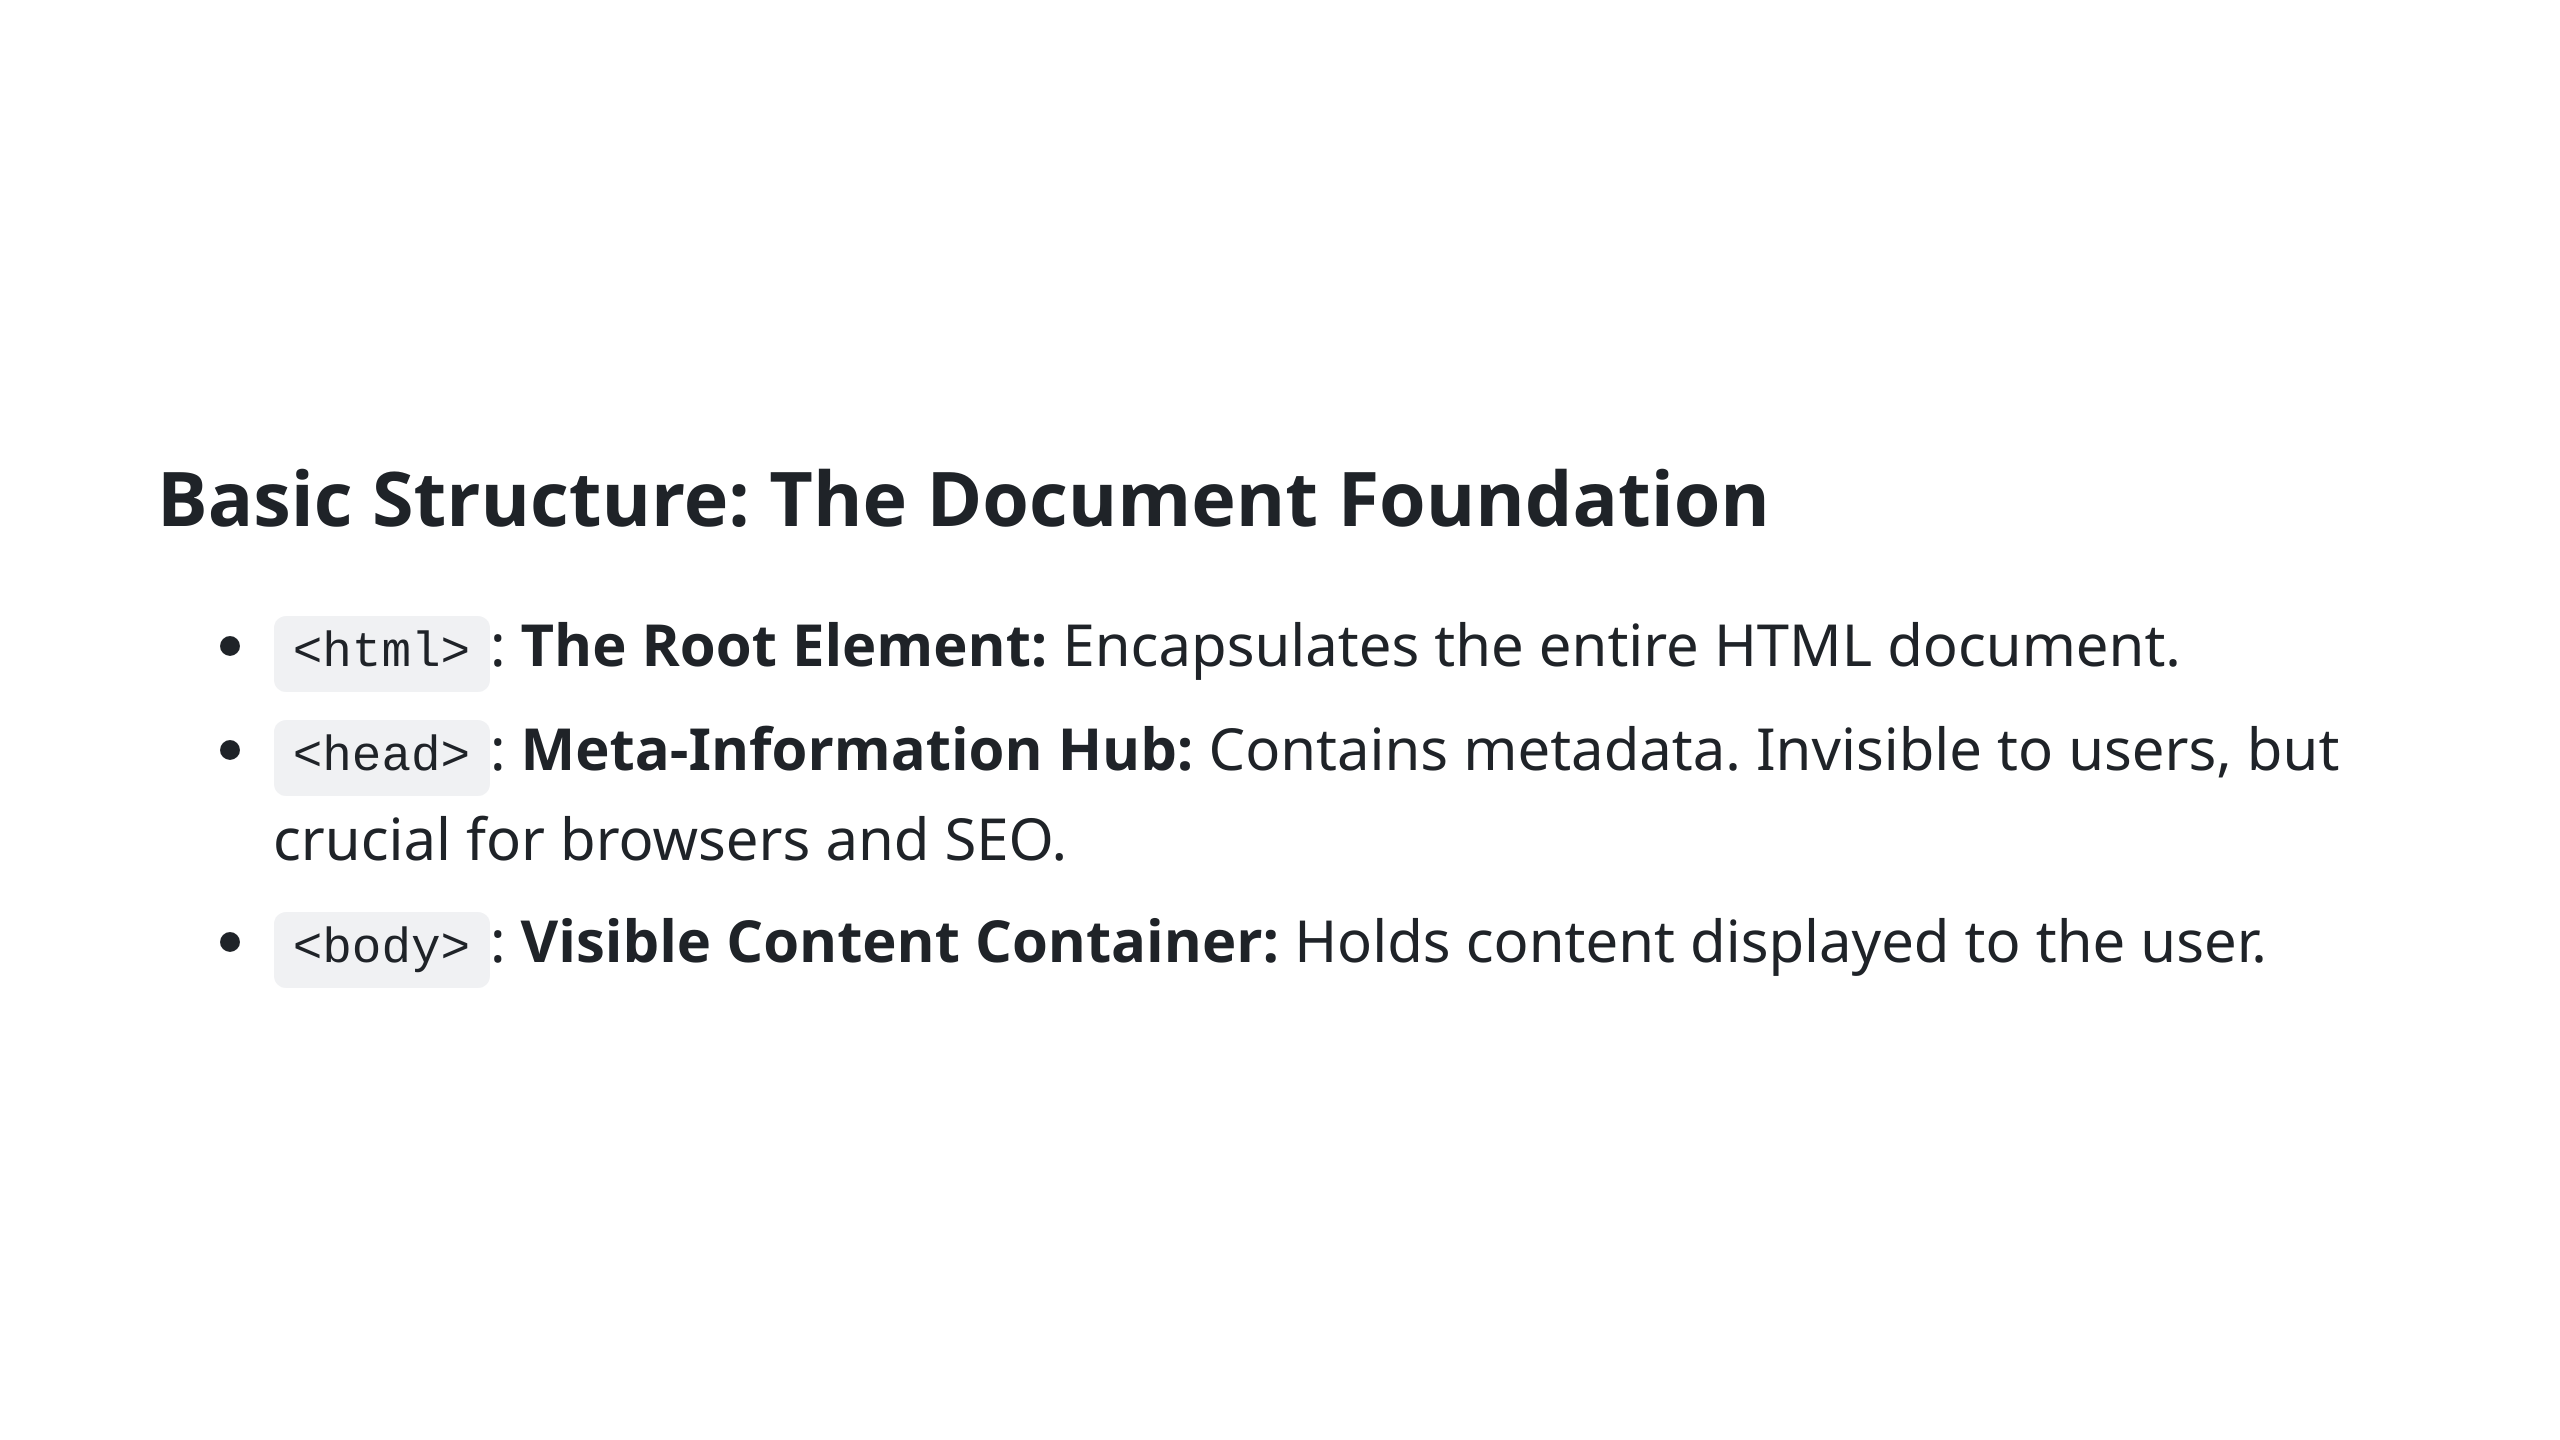 Basic Structure: The Document Foundation
• <html>: The Root Element: Encapsulates the entire HTML document.
• <head>: Meta-Information Hub: Contains metadata. Invisible to users, but
crucial for browsers and SEO.
• <body>: Visible Content Container: Holds content displayed to the user.